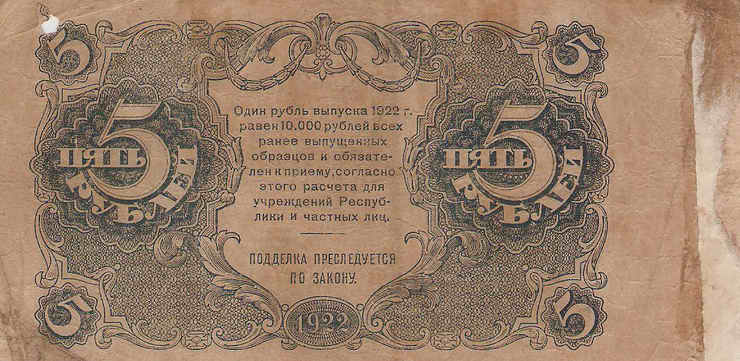 5 5
Один рубль выпуска 1922 г.
равен 10.000 рублей всех
ранее выпущенных
образцов и обязате-
лен к приему, согласно
этого расчета для
учреждений Респуб-
лики и частных лиц.
5 ПЯТЬ РУБЛЕЙ
5 ПЯТЬ РУБЛЕЙ
ПОДДЕЛКА ПРЕСЛЕДУЕТСЯ
ПО ЗАКОНУ.
5 1922 5